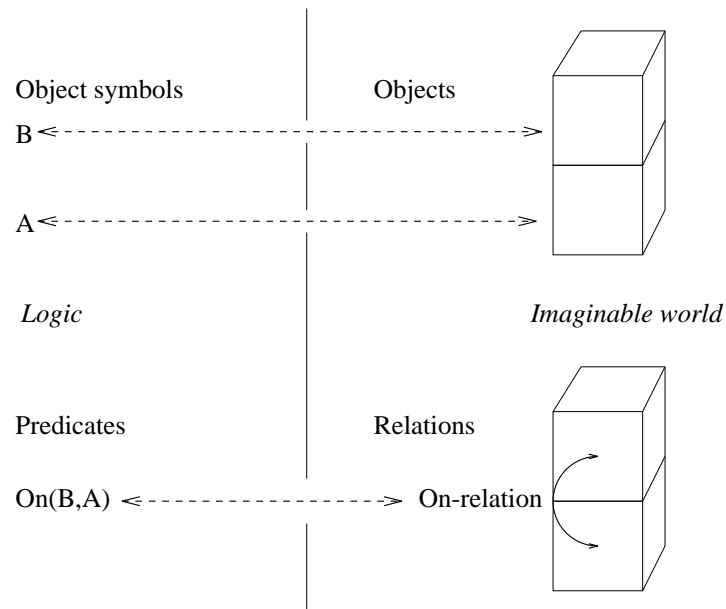 Object symbols Objects
B
A
Logic Imaginable world
Predicates Relations
On(B,A) On-relation